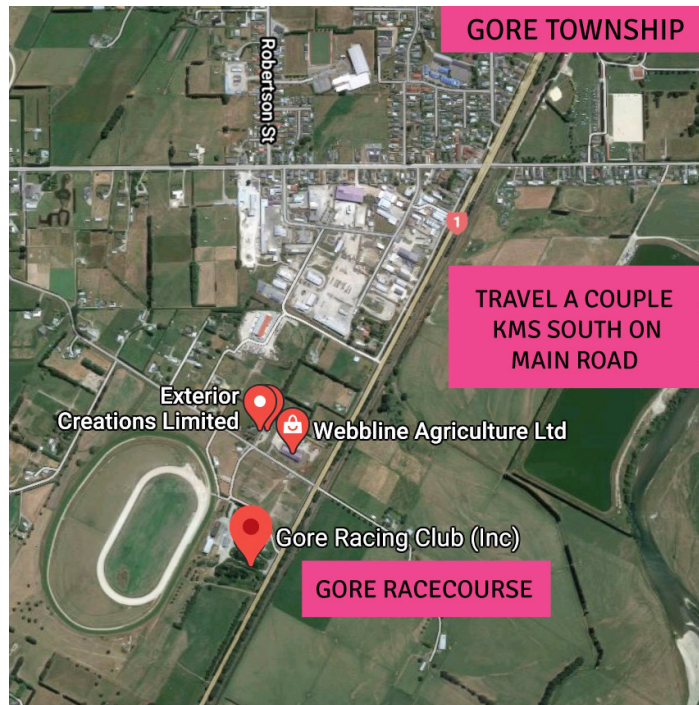 GORE TOWNSHIP
Robertson St
1
TRAVEL A COUPLE
KMS SOUTH ON
MAIN ROAD
Exterior
Creations Limited
Webbline Agriculture Ltd
Gore Racing Club (Inc)
GORE RACECOURSE